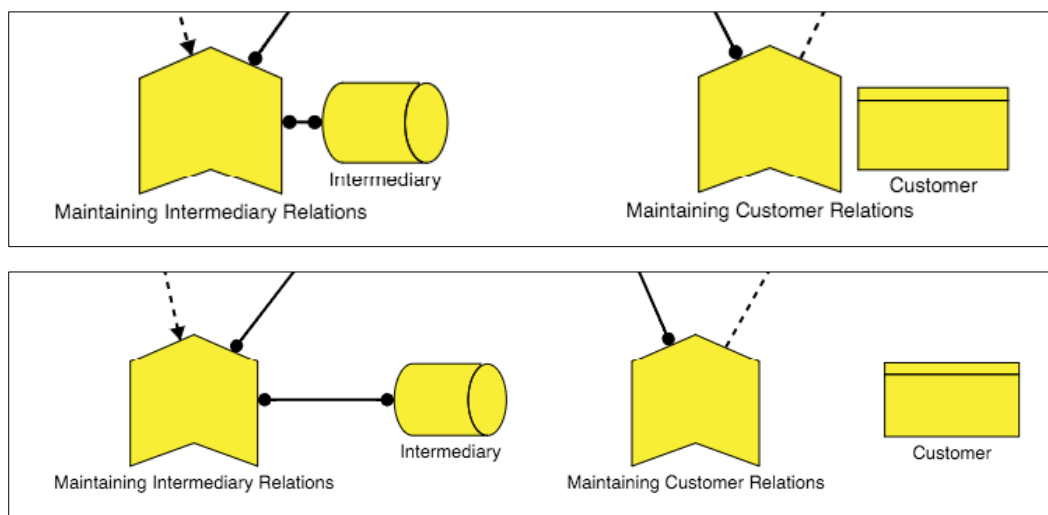 Intermediary
Customer
Maintaining Intermediary Relations
Maintaining Customer Relations
Intermediary
Customer
Maintaining Intermediary Relations
Maintaining Customer Relations